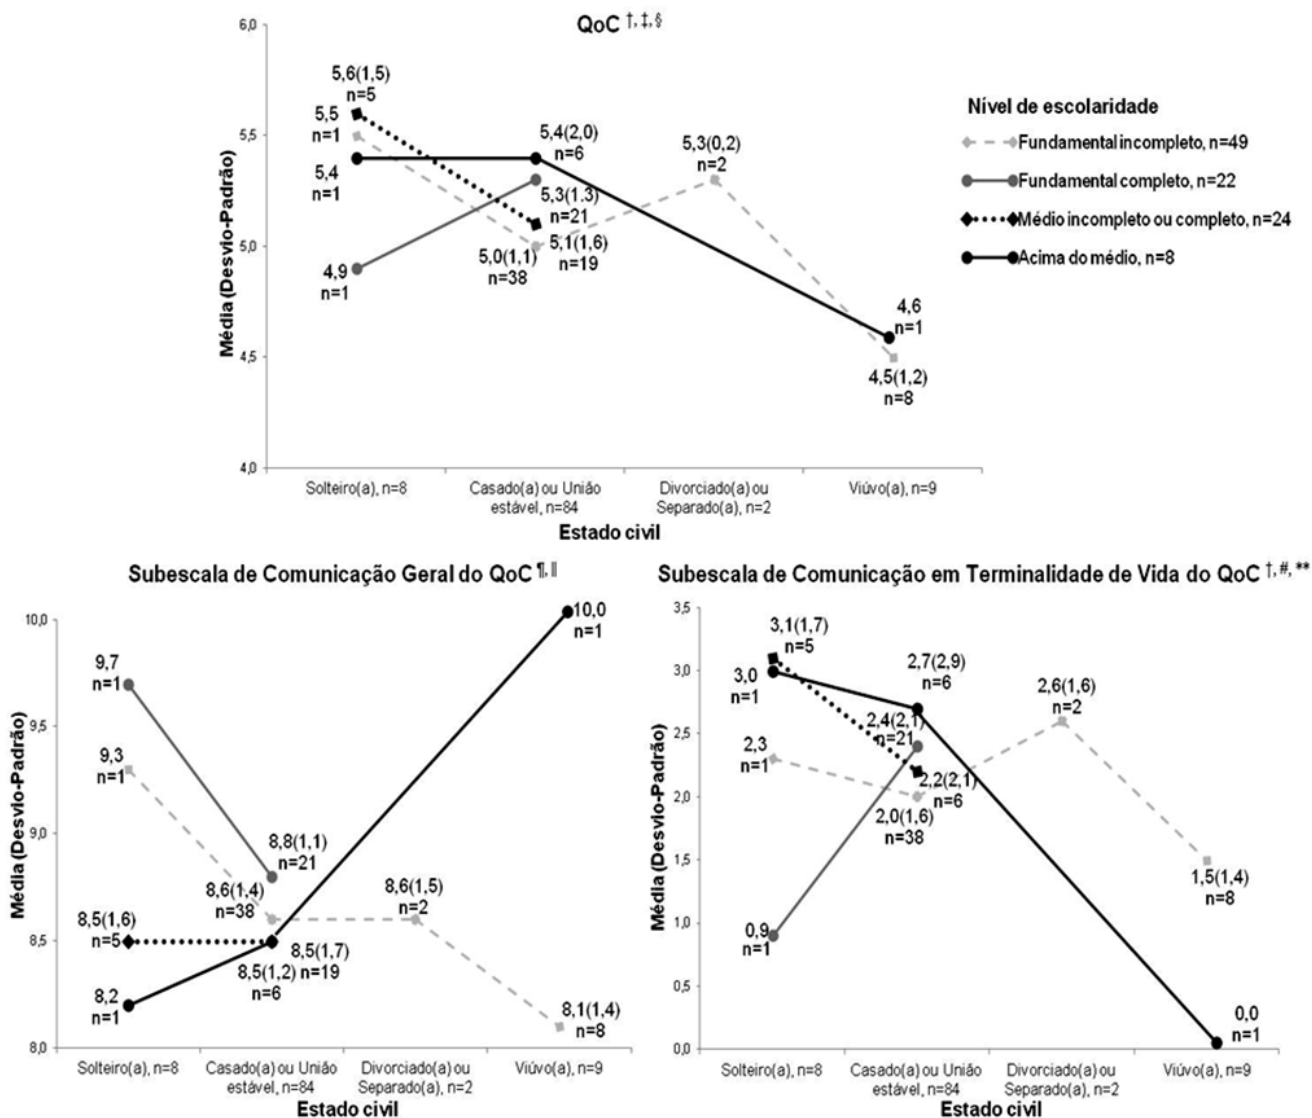 QoC †, ‡, §
Média (Desvio-Padrão)
6,0
5,5
5,0
4,5
4,0
5,6(1,5)
n=5
5,5
n=1
5,4
n=1
4,9
n=1
5,4(2,0)
n=6
5,3(1.3)
n=21
5,1(1,6)
n=19
5,0(1,1)
n=38
5,3(0,2)
n=2
4,6
n=1
4,5(1,2)
n=8
Solteiro(a), n=8
Casado(a) ou União
estável, n=84
Divorciado(a) ou
Separado(a), n=2
Viúvo(a), n=9
Estado civil
Nível de escolaridade
Fundamental incompleto, n=49
Fundamental completo, n=22
Médio incompleto ou completo, n=24
Acima do médio, n=8
Subescala de Comunicação Geral do QoC ¶, ||
Média (Desvio-Padrão)
10,0
9,5
9,0
8,5
8,0
9,7
n=1
9,3
n=1
8,5(1,6)
n=5
8,2
n=1
8,8(1,1)
n=21
8,6(1,4)
n=38
8,5(1,7)
n=19
8,5(1,2)
n=6
8,6(1,5)
n=2
10,0
n=1
8,1(1,4)
n=8
Solteiro(a), n=8
Casado(a) ou União
estável, n=84
Divorciado(a) ou
Separado(a), n=2
Viúvo(a), n=9
Estado civil
Subescala de Comunicação em Terminalidade de Vida do QoC †, #, **
Média (Desvio-Padrão)
3,5
3,0
2,5
2,0
1,5
1,0
0,5
0,0
3,1(1,7)
n=5
3,0
n=1
2,3
n=1
0,9
n=1
2,7(2,9)
n=6
2,4(2,1)
n=21
2,2(2,1)
n=6
2,0(1,6)
n=38
2,6(1,6)
n=2
1,5(1,4)
n=8
0,0
n=1
Solteiro(a), n=8
Casado(a) ou União
estável, n=84
Divorciado(a) ou
Separado(a), n=2
Viúvo(a), n=9
Estado civil